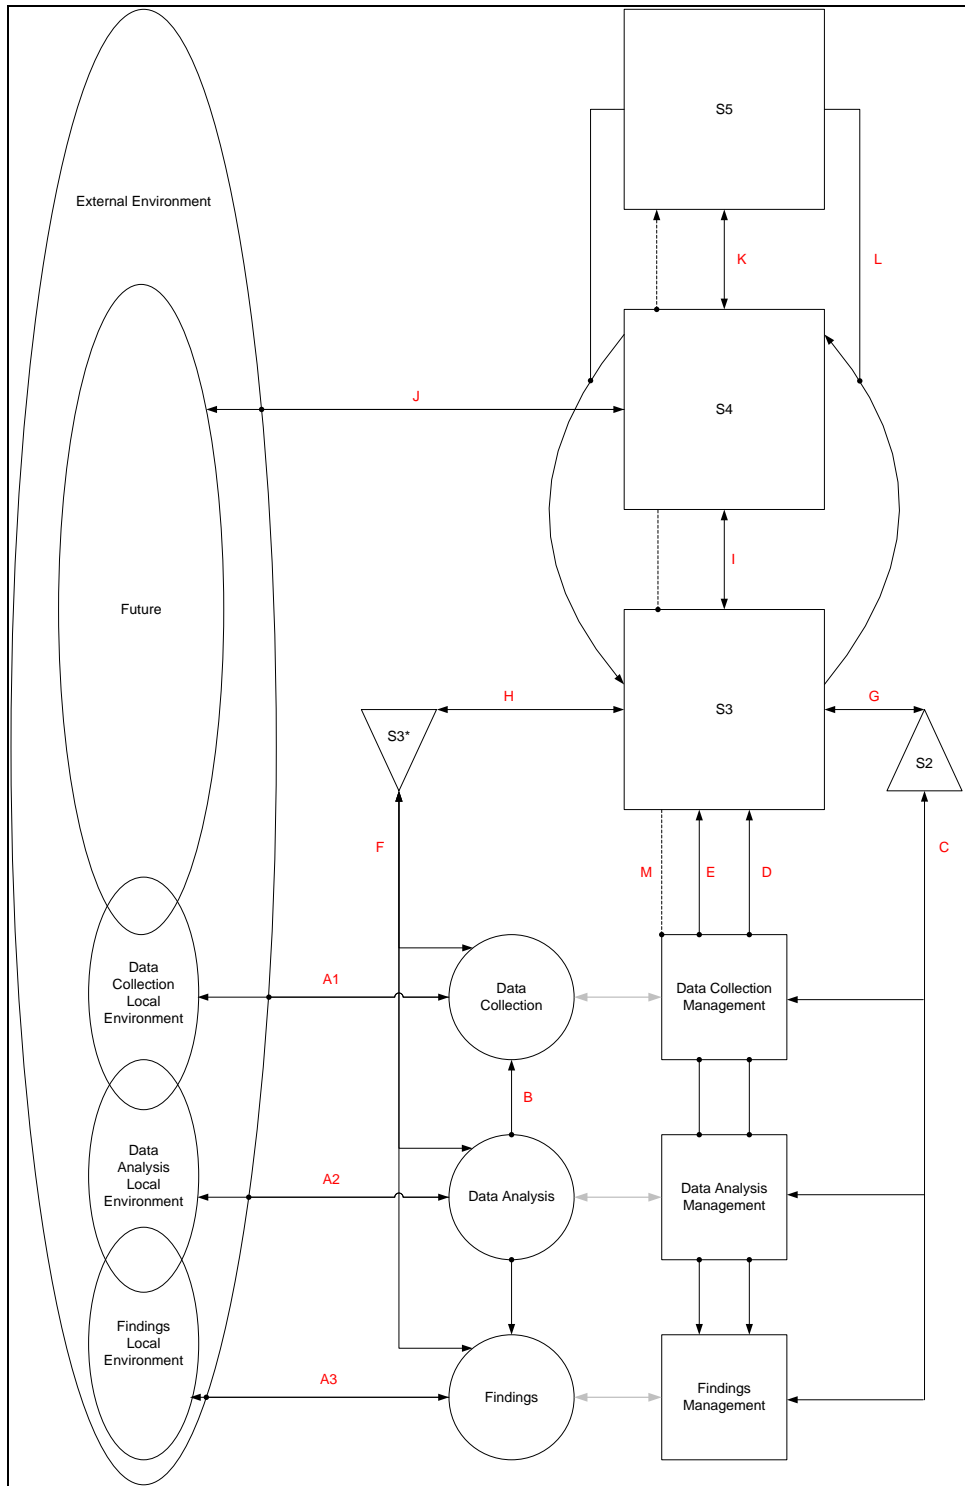 S5
External Environment
K
L
J
S4
I
Future
H
S3
G
S3*
S2
F
M
E
D
C
Data
Collection
Local
Environment
A1
Data
Collection
Data Collection
Management
B
Data
Analysis
Local
Environment
A2
Data Analysis
Data Analysis
Management
Findings
Local
Environment
A3
Findings
Findings
Management